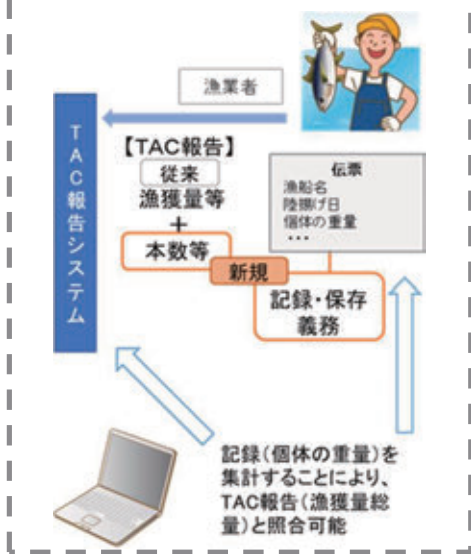 漁業者
TAC報告システム
【TAC報告】
従来
漁獲量等
+
本数等
新規
伝票
漁船名
陸揚げ日
個体の重量
・・・
記録・保存
義務
記録(個体の重量)を
集計することにより、
TAC報告(漁獲量総
量)と照合可能